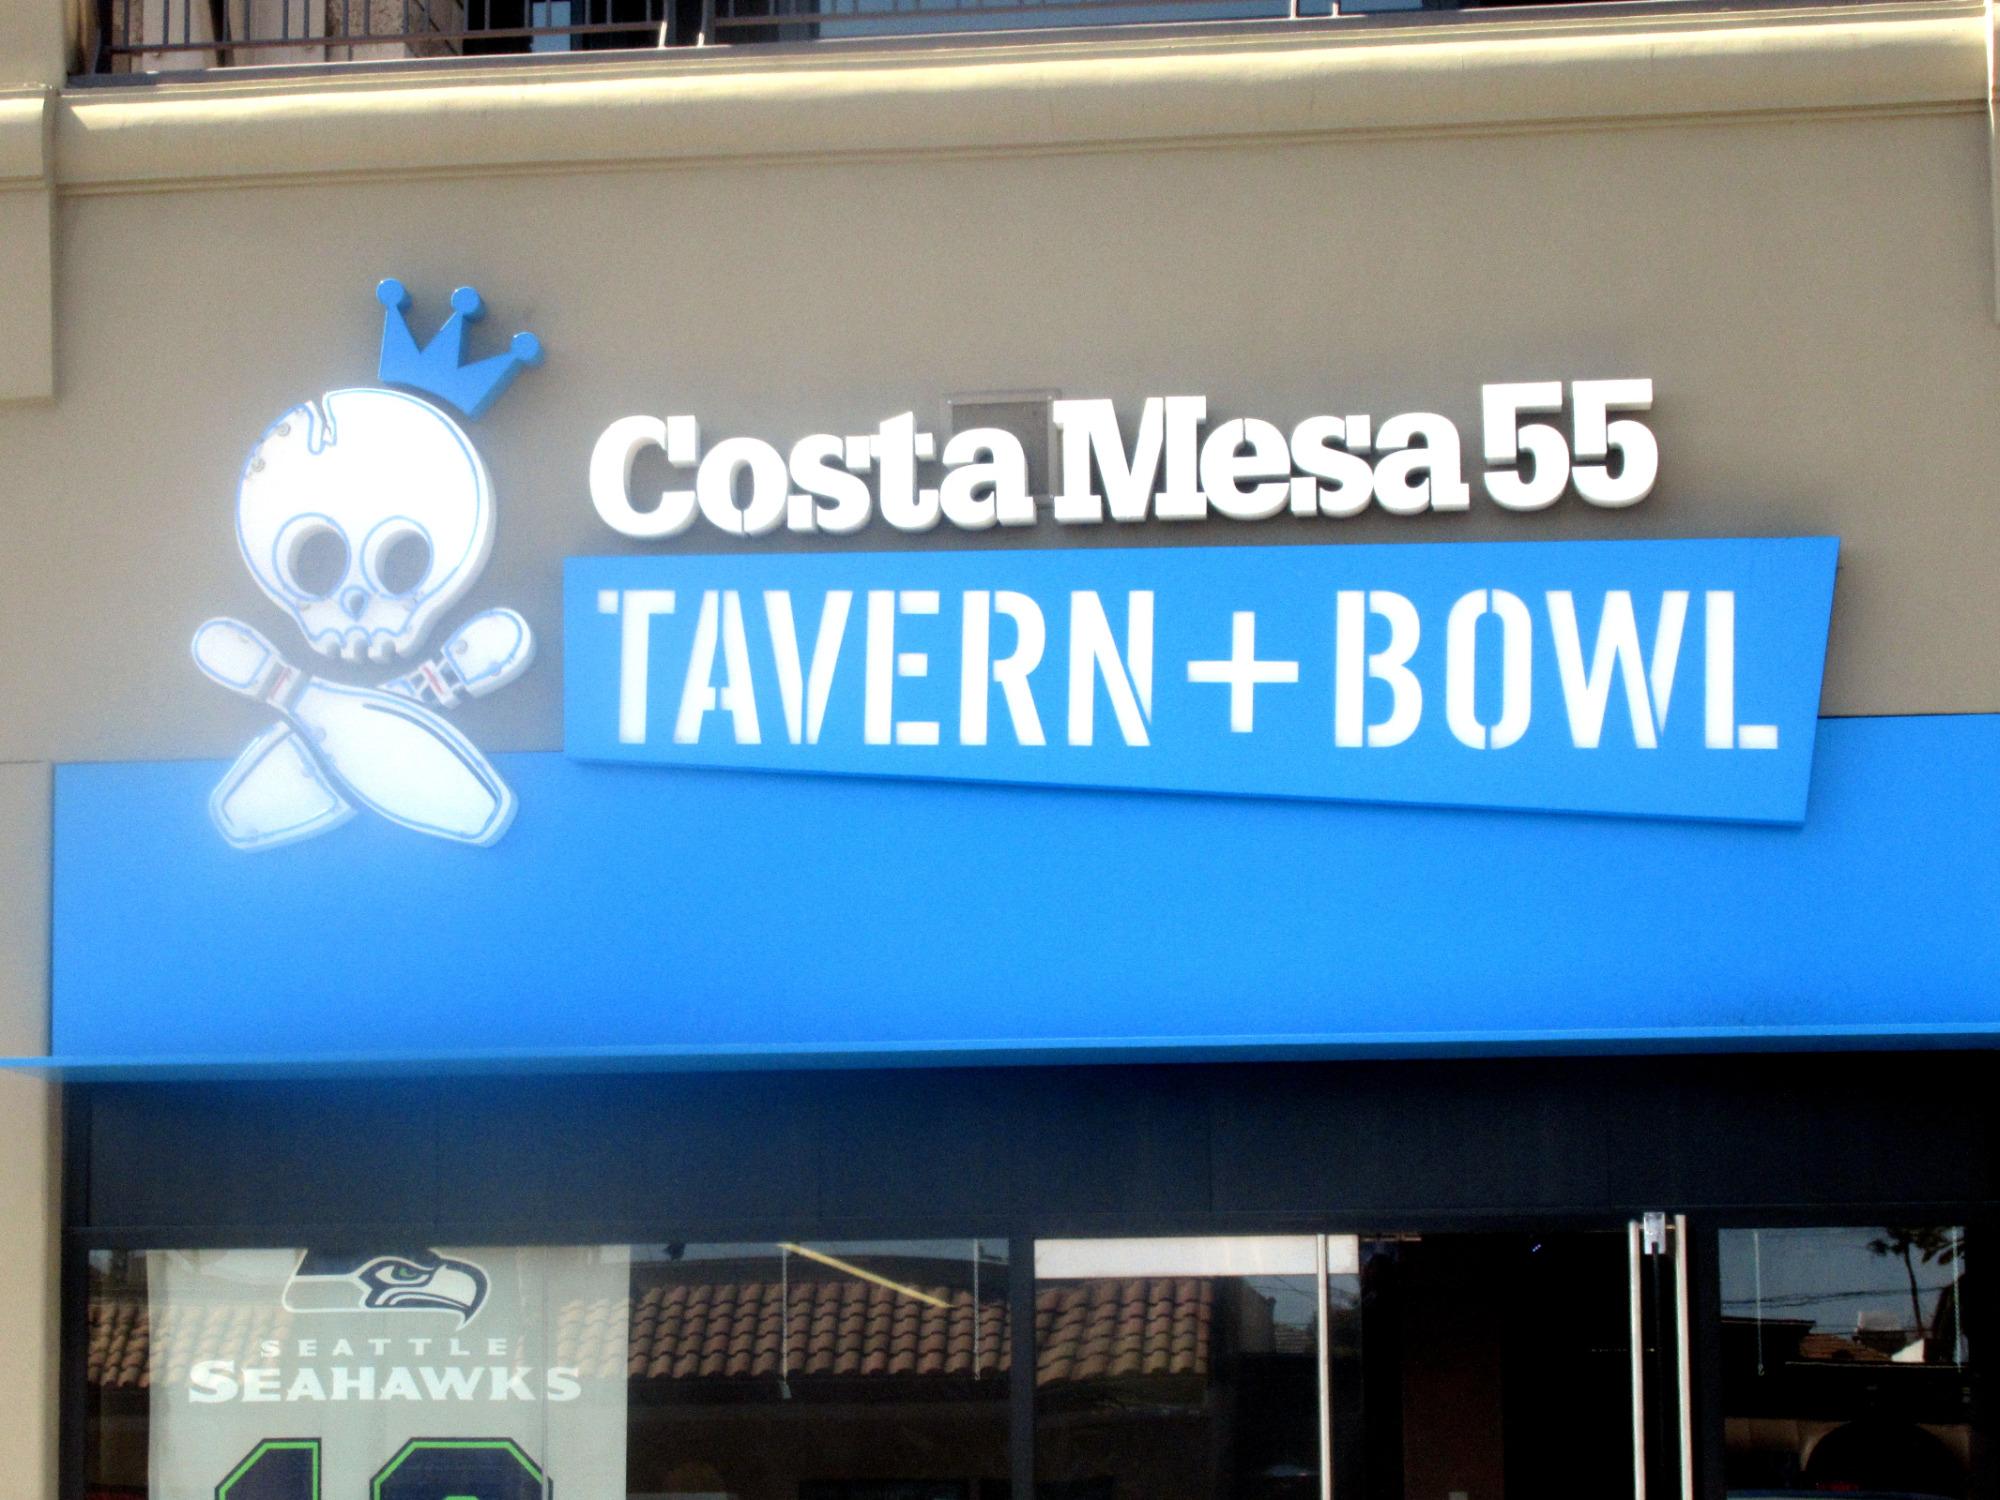 Costa Mesa 55
TAVERN + BOWL
SEATTLE
SEAHAWKS